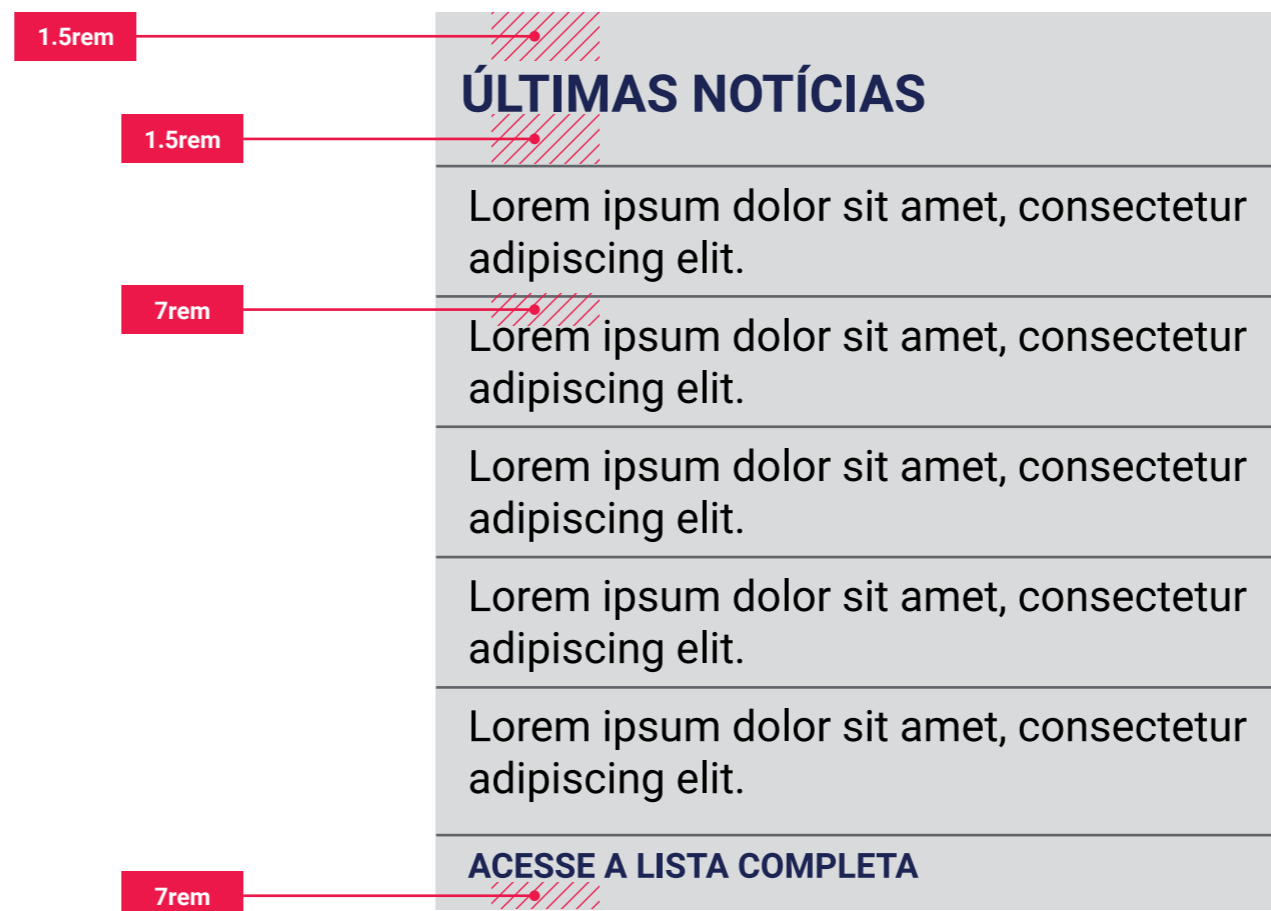 1.5rem
ÚLTIMAS NOTÍCIAS
1.5rem
Lorem ipsum dolor sit amet, consectetur
adipiscing elit.
7rem
Lorem ipsum dolor sit amet, consectetur
adipiscing elit.
Lorem ipsum dolor sit amet, consectetur
adipiscing elit.
Lorem ipsum dolor sit amet, consectetur
adipiscing elit.
Lorem ipsum dolor sit amet, consectetur
adipiscing elit.
ACESSE A LISTA COMPLETA
7rem